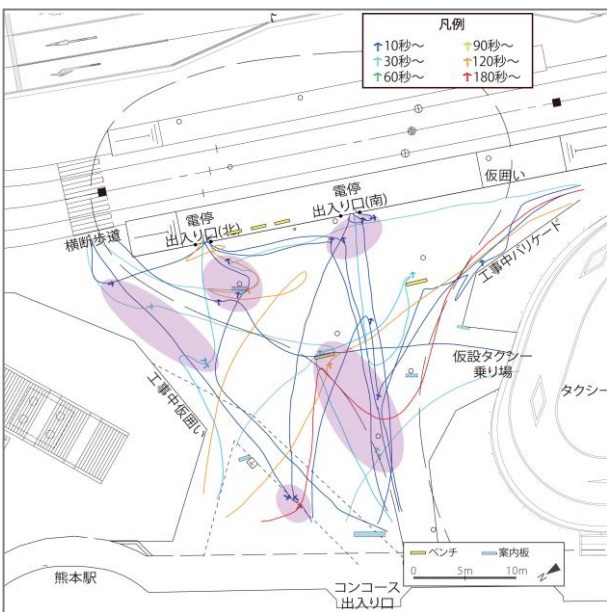 凡例
10秒～
90秒～
30秒～
120秒～
60秒～
180秒～
仮囲い
電停
出入り口(南)
電停
出入り口(北)
横断歩道
工事中バリケード
仮設タクシー
乗り場
タクシー
工事中仮囲い
ベンチ
案内板
0
5m
10m
N
熊本駅
コンコース
出入り口